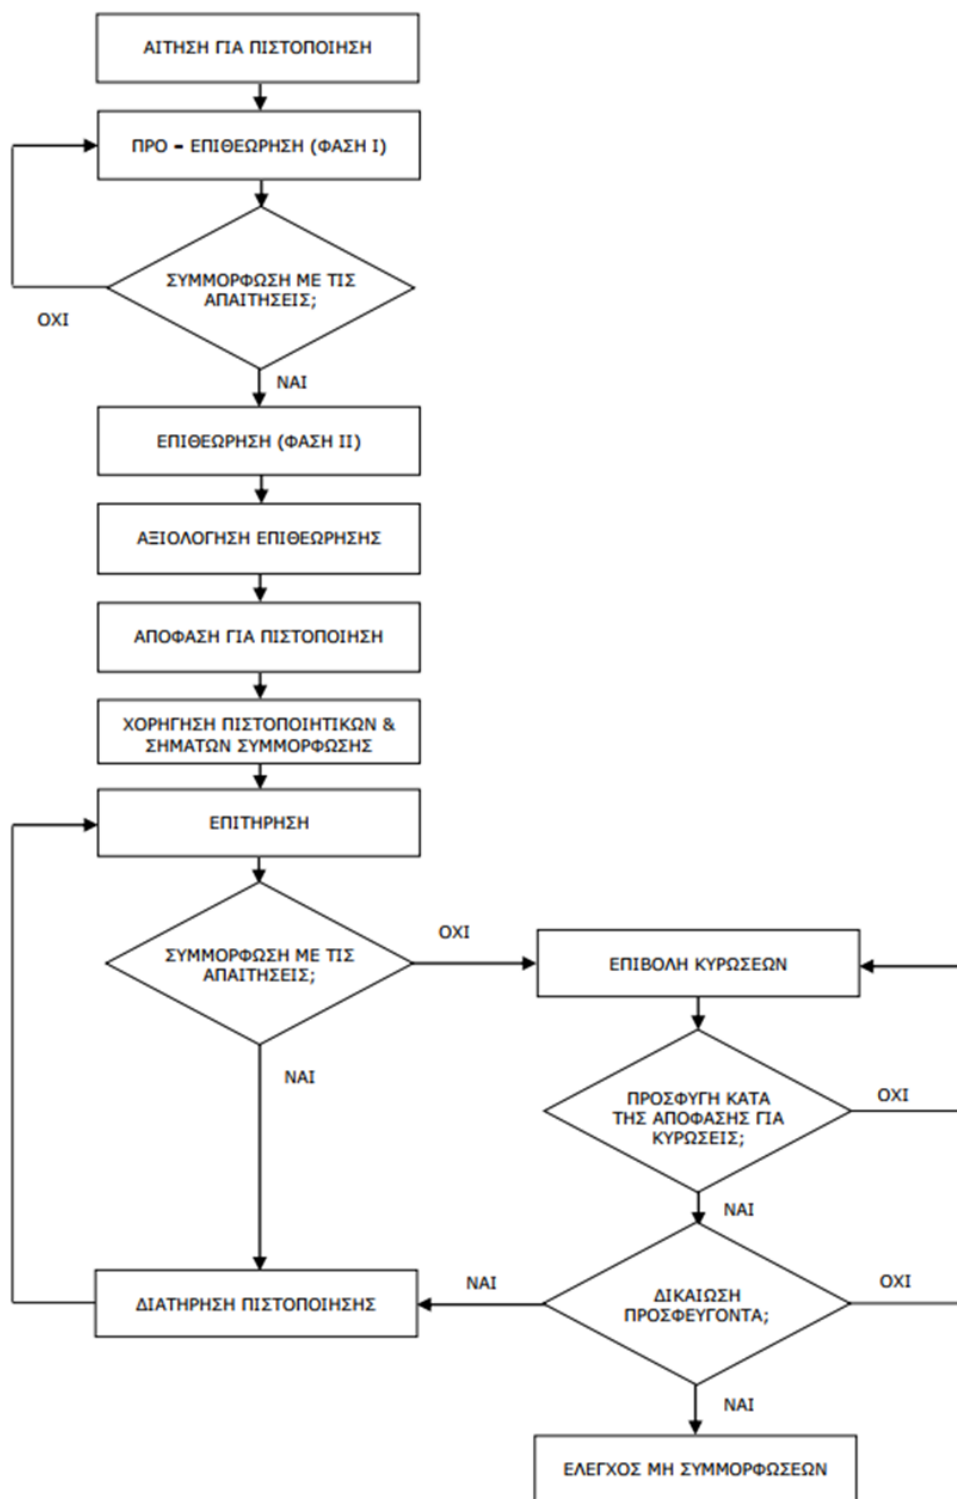 ΑΙΤΗΣΗ ΓΙΑ ΠΙΣΤΟΠΟΙΗΣΗ
ΠΡΟ – ΕΠΙΘΕΩΡΗΣΗ (ΦΑΣΗ Ι)
ΣΥΜΜΟΡΦΩΣΗ ΜΕ ΤΙΣ
ΑΠΑΙΤΗΣΕΙΣ;
ΟΧΙ
ΝΑΙ
ΕΠΙΘΕΩΡΗΣΗ (ΦΑΣΗ ΙΙ)
ΑΞΙΟΛΟΓΗΣΗ ΕΠΙΘΕΩΡΗΣΗΣ
ΑΠΟΦΑΣΗ ΓΙΑ ΠΙΣΤΟΠΟΙΗΣΗ
ΧΟΡΗΓΗΣΗ ΠΙΣΤΟΠΟΙΗΤΙΚΩΝ &
ΣΗΜΑΤΩΝ ΣΥΜΜΟΡΦΩΣΗΣ
ΕΠΙΤΗΡΗΣΗ
ΣΥΜΜΟΡΦΩΣΗ ΜΕ ΤΙΣ
ΑΠΑΙΤΗΣΕΙΣ;
ΟΧΙ
ΕΠΙΒΟΛΗ ΚΥΡΩΣΕΩΝ
ΝΑΙ
ΠΡΟΣΦΥΓΗ ΚΑΤΑ
ΤΗΣ ΑΠΟΦΑΣΗΣ ΓΙΑ
ΚΥΡΩΣΕΙΣ;
ΟΧΙ
ΝΑΙ
ΔΙΚΑΙΩΣΗ
ΠΡΟΣΦΕΥΓΟΝΤΑ;
ΟΧΙ
ΝΑΙ
ΔΙΑΤΗΡΗΣΗ ΠΙΣΤΟΠΟΙΗΣΗΣ
ΝΑΙ
ΕΛΕΓΧΟΣ ΜΗ ΣΥΜΜΟΡΦΩΣΕΩΝ